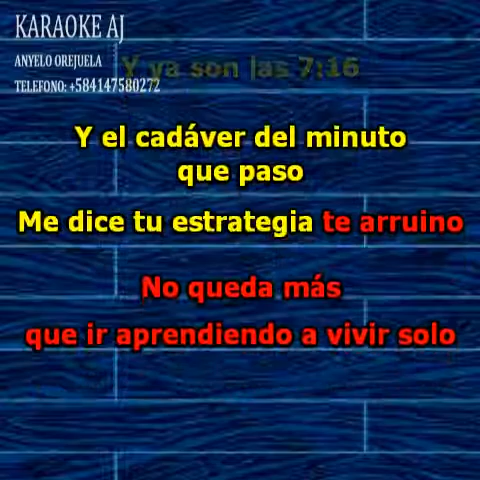 KARAOKE AJ
ANYELO OREJUELA
TELEFONO: +584147580272
Y ya son las 7:16
Y el cadáver del minuto
que paso
Me dice tu estrategia te arruino
No queda más
que ir aprendiendo a vivir solo